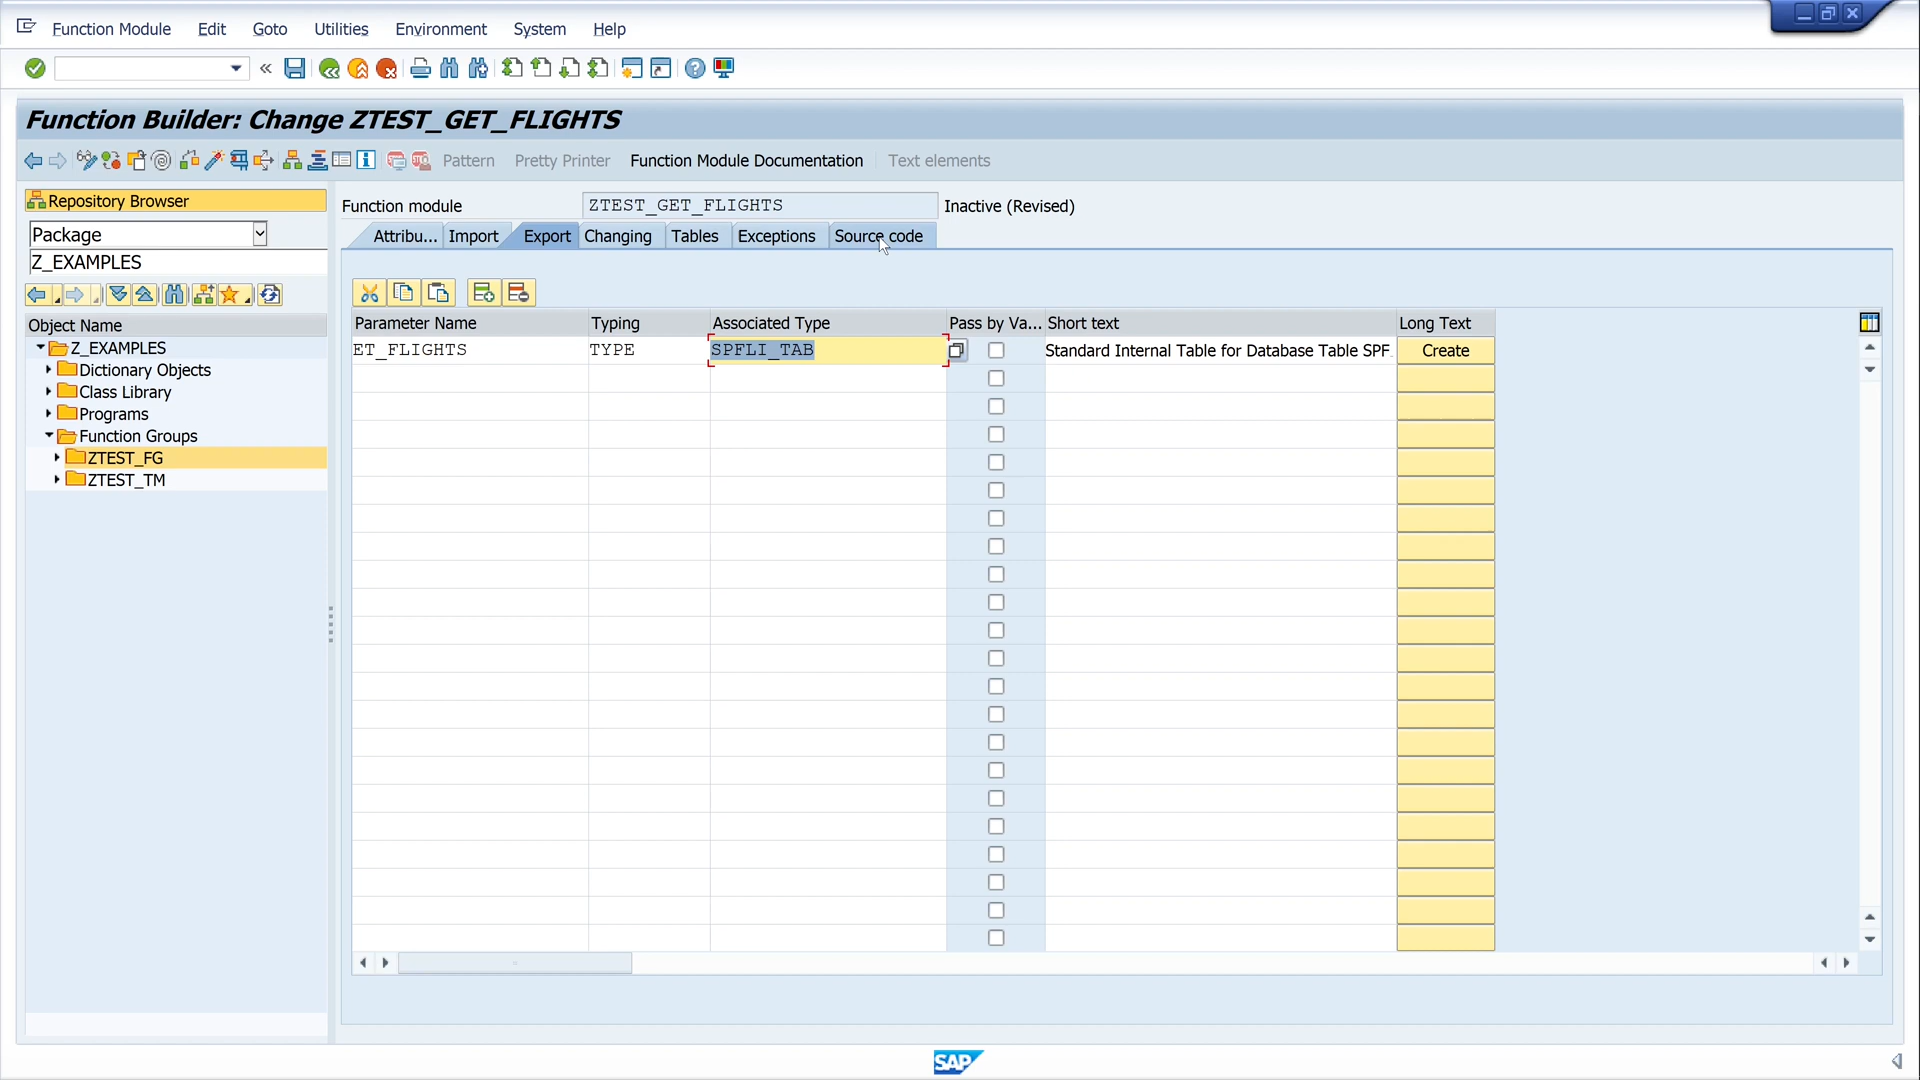 Function Module Edit Goto Utilities Environment System Help
Function Builder: Change ZTEST_GET_FLIGHTS
Pattern Pretty Printer Function Module Documentation Text elements
Repository Browser
Package
Z_EXAMPLES
Object Name
Z_EXAMPLES
Dictionary Objects
Class Library
Programs
Function Groups
ZTEST_FG
ZTEST_TM
Function module ZTEST_GET_FLIGHTS Inactive (Revised)
Attribu... Import Export Changing Tables Exceptions Source code
Parameter Name Typing Associated Type Pass by Va... Short text Long Text
ET_FLIGHTS TYPE SPFLI_TAB Standard Internal Table for Database Table SPF Create
SAP